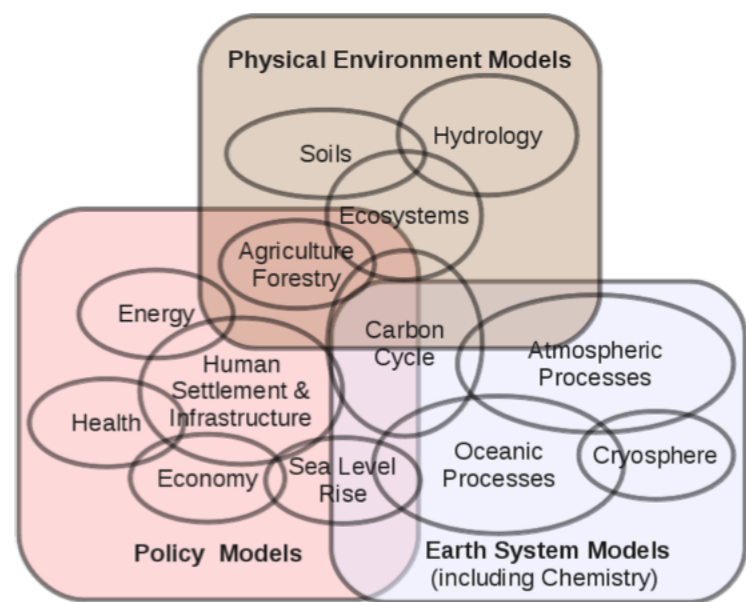 Physical Environment Models
Hydrology
Soils
Ecosystems
Agriculture
Forestry
Energy
Carbon
Cycle
Atmospheric
Processes
Human
Settlement &
Infrastructure
Health
Oceanic
Processes
Cryosphere
Economy
Sea Level
Rise
Policy Models
Earth System Models
(including Chemistry)